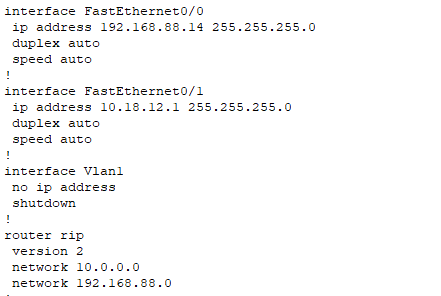 interface FastEthernet0/0
 ip address 192.168.88.14 255.255.255.0
 duplex auto
 speed auto
!
interface FastEthernet0/1
 ip address 10.18.12.1 255.255.255.0
 duplex auto
 speed auto
!
interface Vlan1
 no ip address
 shutdown
!
router rip
 version 2
 network 10.0.0.0
 network 192.168.88.0